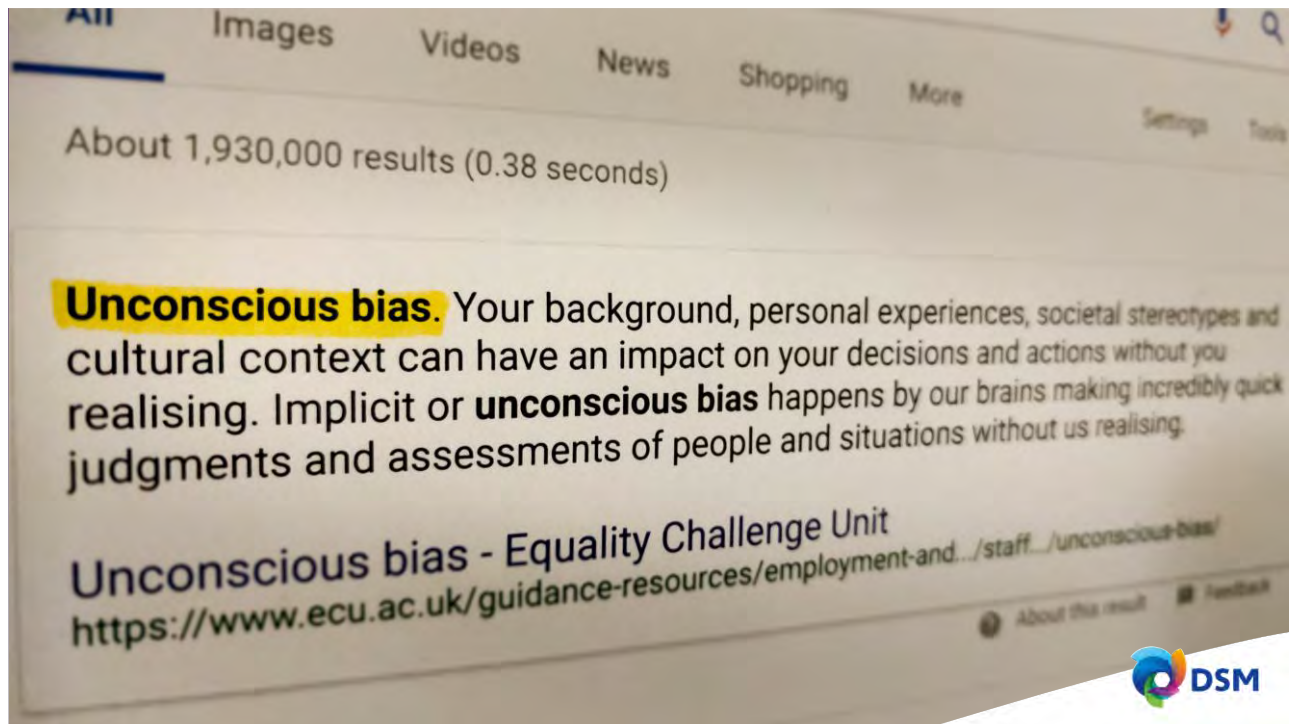 All
Images Videos News Shopping More
Settings Tools
About 1,930,000 results (0.38 seconds)
Unconscious bias. Your background, personal experiences, societal stereotypes and
cultural context can have an impact on your decisions and actions without you
realising. Implicit or unconscious bias happens by our brains making incredibly quick
judgments and assessments of people and situations without us realising.
Unconscious bias - Equality Challenge Unit
https://www.ecu.ac.uk/guidance-resources/employment-and.../staff.../unconscious-bias/
About this result Feedback
DSM